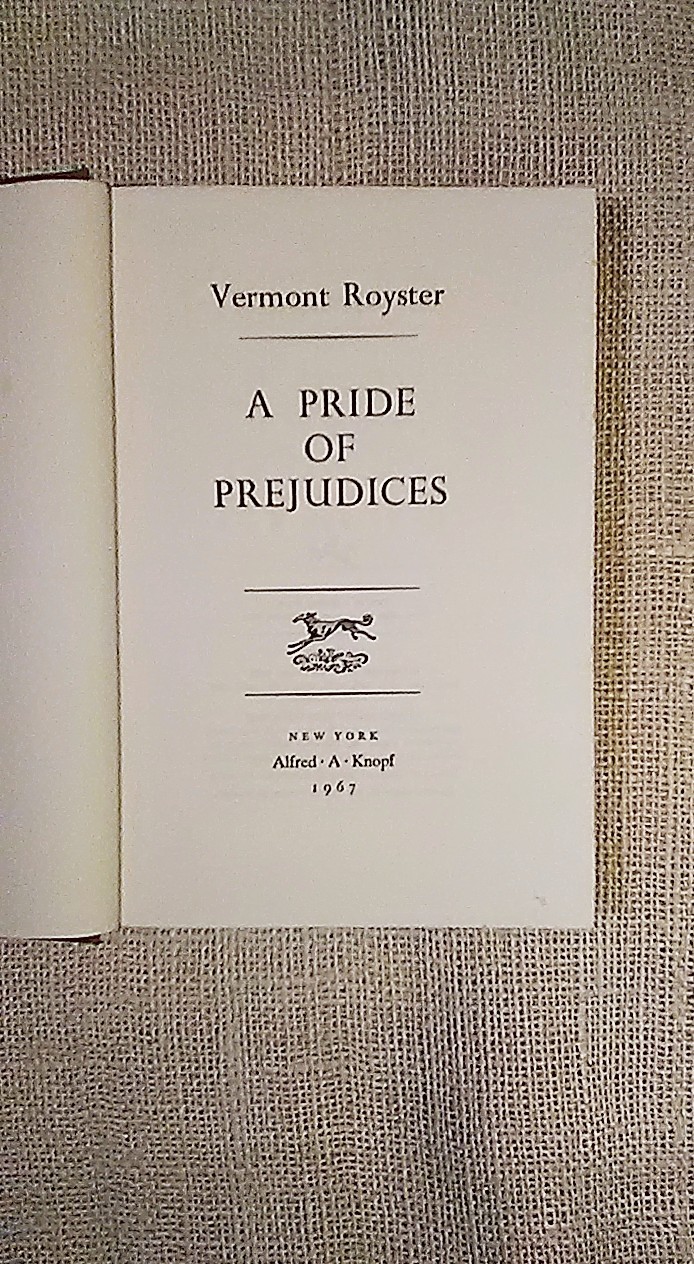 Vermont Royster
A PRIDE
OF
PREJUDICES
NEW YORK
Alfred · A · Knopf
1967